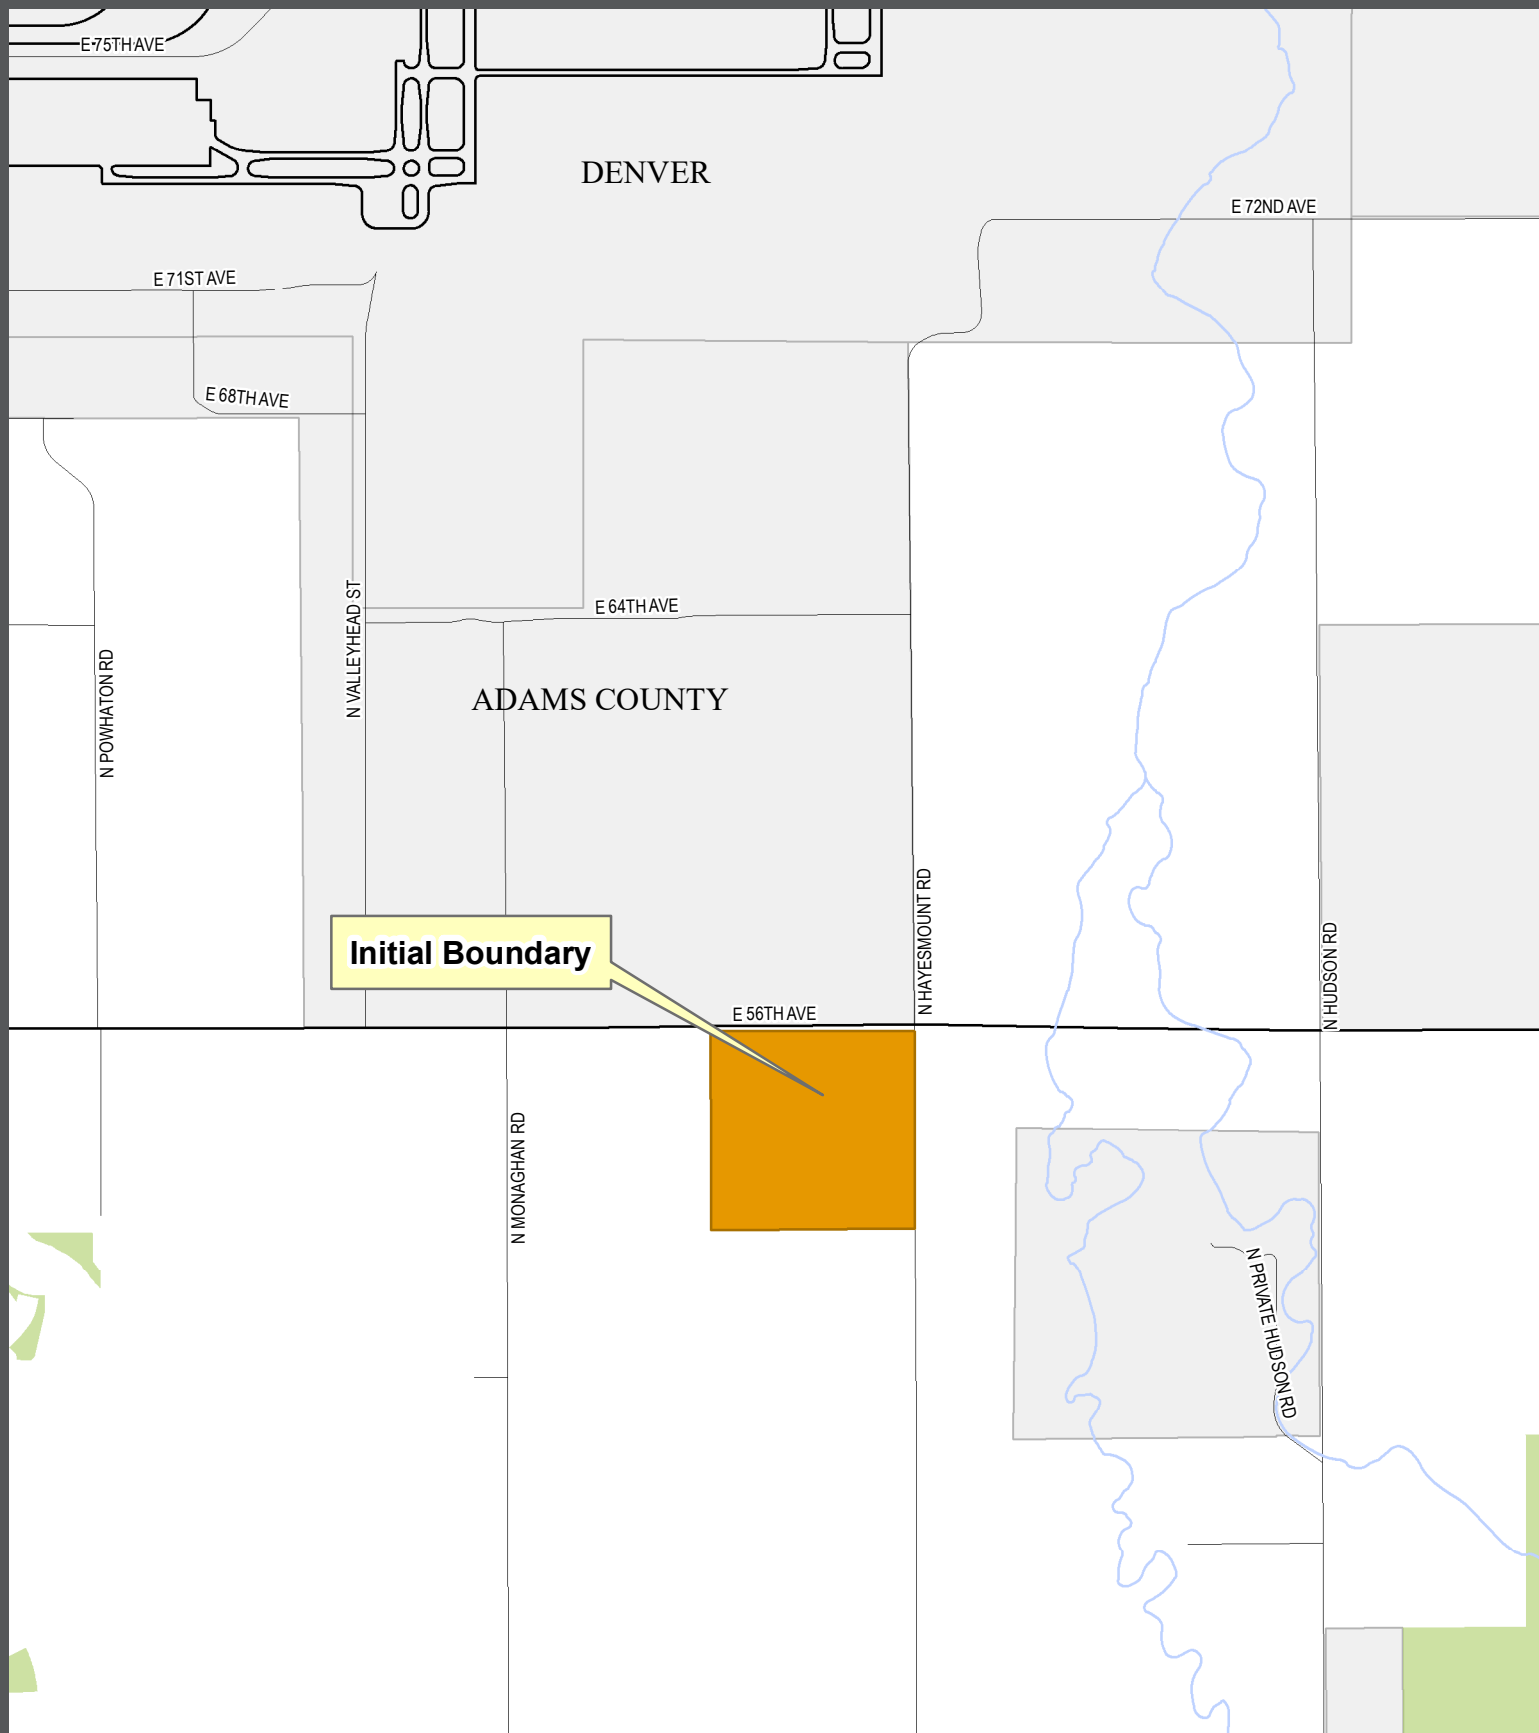 E 75TH AVE
DENVER
E 72ND AVE
E 71ST AVE
E 68TH AVE
N VALLEYHEAD ST
E 64TH AVE
N POWHATON RD
ADAMS COUNTY
N HAYESMOUNT RD
Initial Boundary
N HUDSON RD
E 56TH AVE
N MONAGHAN RD
N PRIVATE HUDSON RD